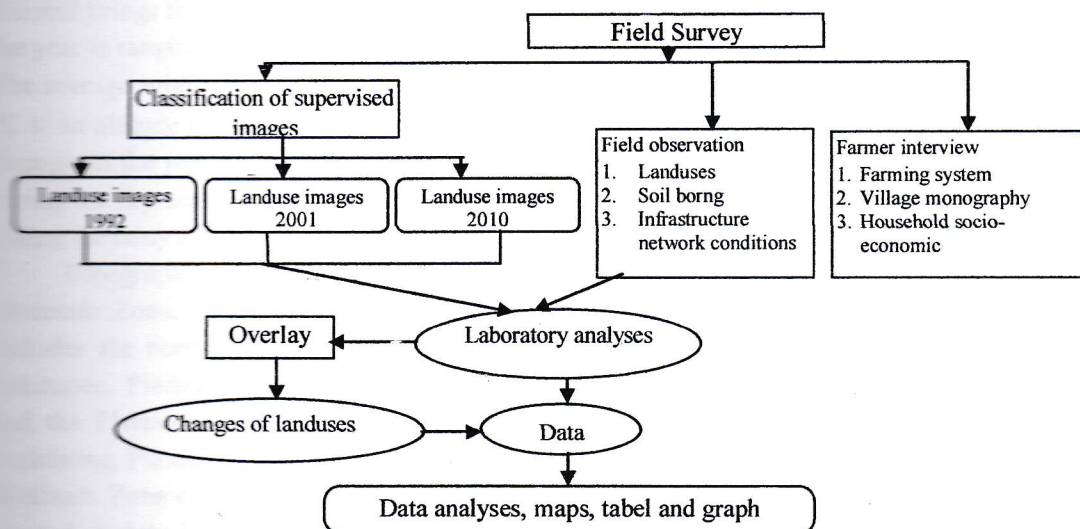 Field Survey
Classification of supervised
images
Field observation
1. Landuses
2. Soil borng
3. Infrastructure
network conditions
Farmer interview
1. Farming system
2. Village monography
3. Household socio-
economic
Landuse images
1992
Landuse images
2001
Landuse images
2010
Laboratory analyses
Overlay
Changes of landuses
Data
Data analyses, maps, tabel and graph